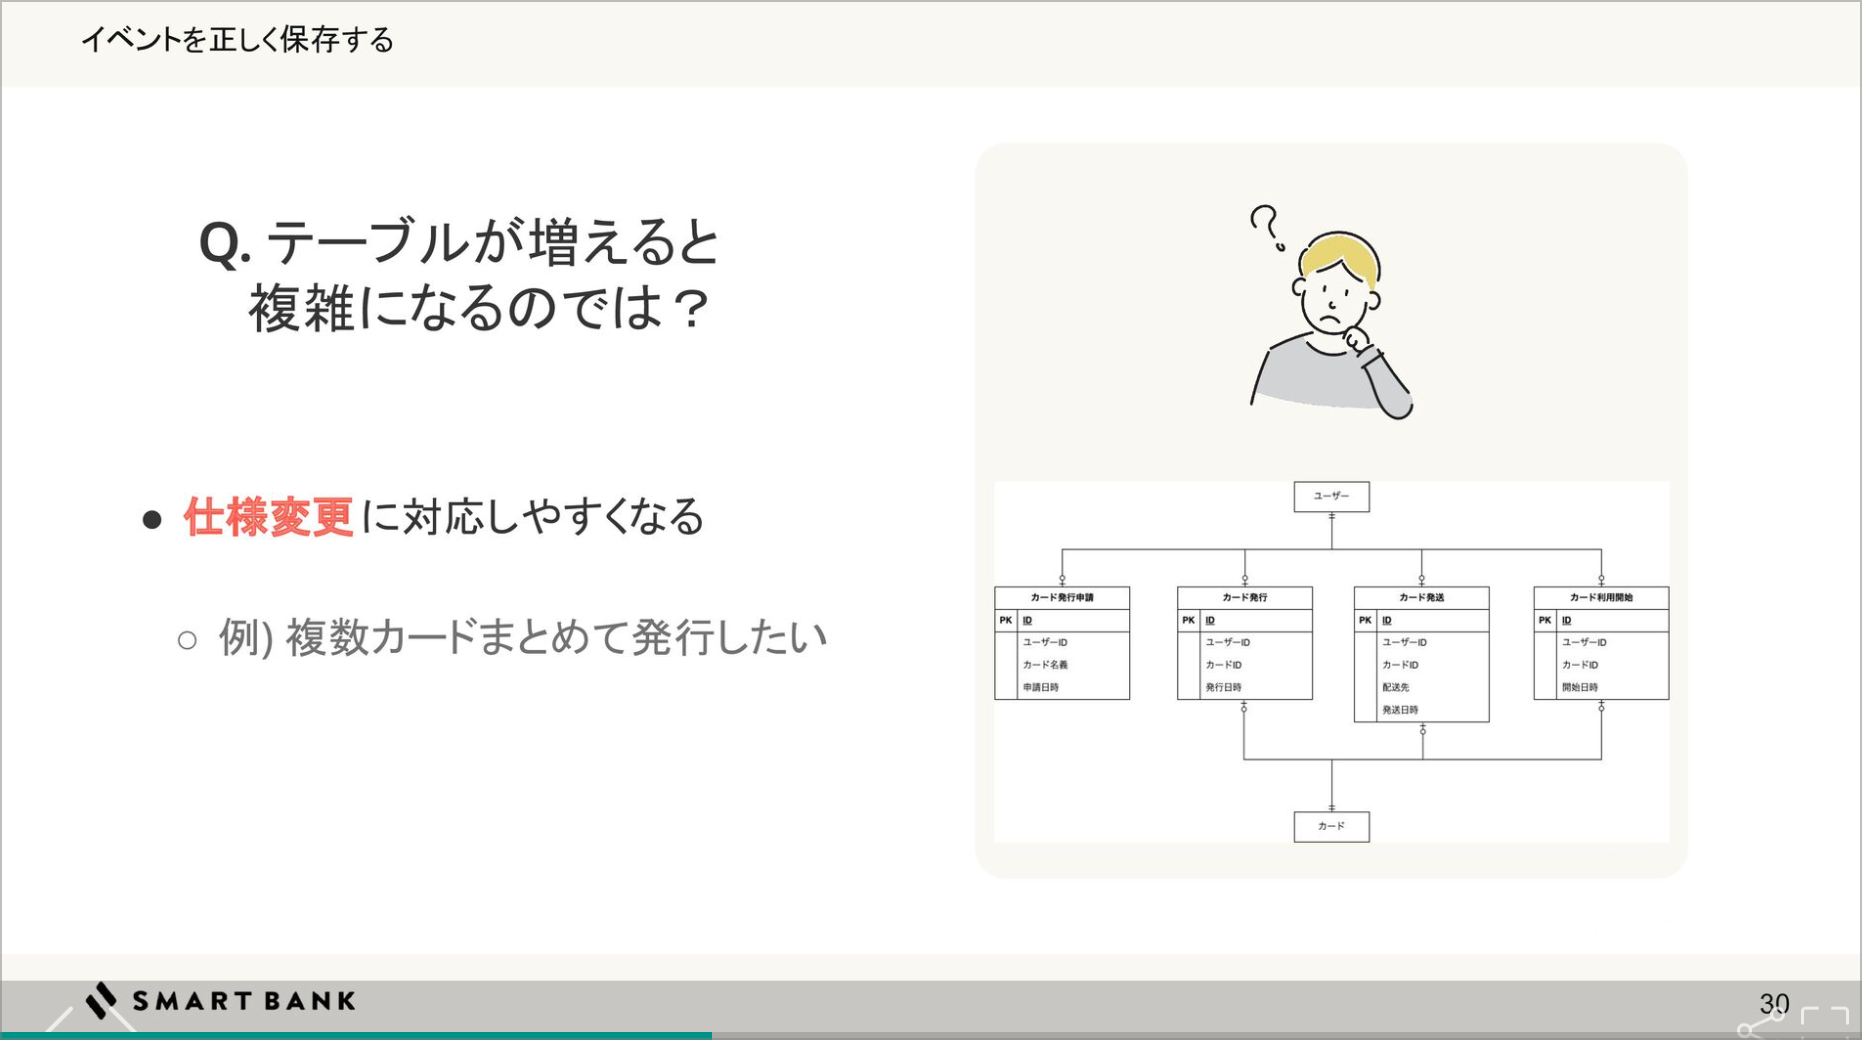 イベントを正しく保存する
Q. テーブルが増えると
複雑になるのでは？
● 仕様変更に対応しやすくなる
○ 例) 複数カードまとめて発行したい
?
ユーザー
カード発行申請
PK ID
ユーザーID
カード名義
申請日時
カード発行
PK ID
ユーザーID
カードID
発行日時
カード発送
PK ID
ユーザーID
カードID
配送先
発送日時
カード利用開始
PK ID
ユーザーID
カードID
開始日時
カード
SMART BANK
30